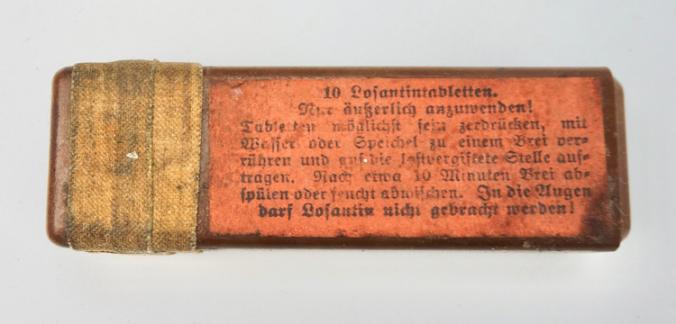 10 Losantintabletten.
Nur äußerlich anzuwenden!
Tabletten möglichst fein zerdrücken, mit
Wasser oder Speichel zu einem Brei ver-
rühren und auf die lostvergiftete Stelle auf-
tragen. Nach etwa 10 Minuten Brei ab-
spülen oder feucht abwischen. In die Augen
darf Losantin nicht gebracht werden!